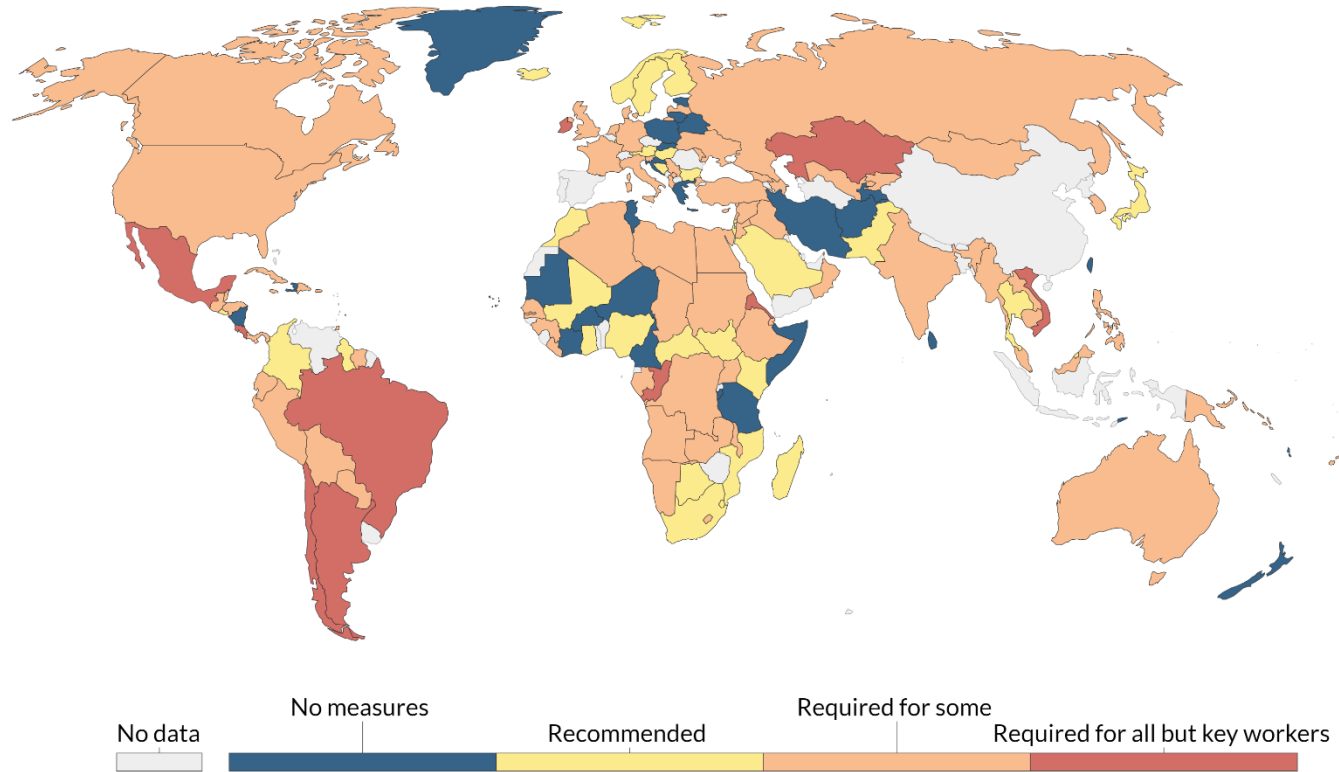 No measures
Required for some
No data
Recommended
Required for all but key workers